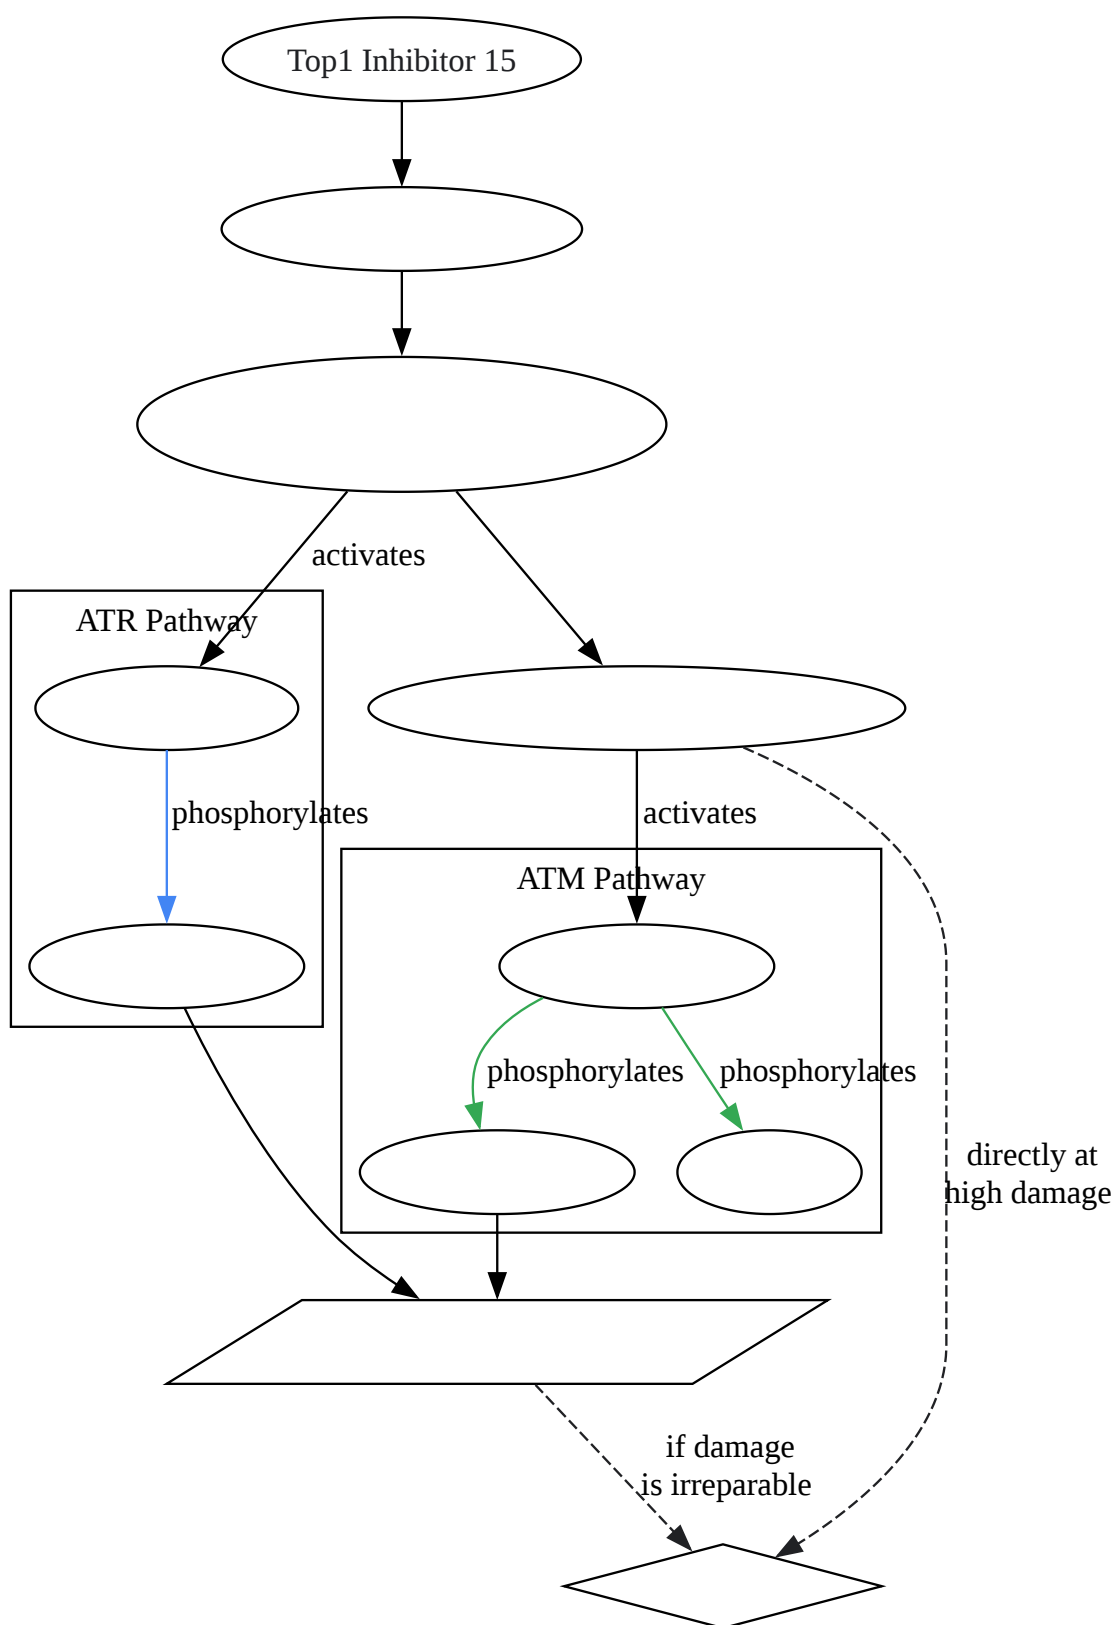 Top1 Inhibitor 15
activates
ATR Pathway
phosphorylates
activates
ATM Pathway
phosphorylates
phosphorylates
directly at
high damage
if damage
is irreparable